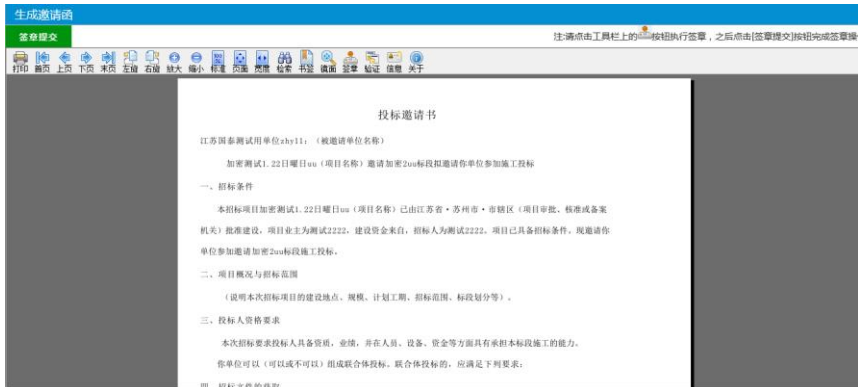 生成邀请函
签章提交
注:请点击工具栏上的按钮执行签章，之后点击[签章提交]按钮完成签章操
打印 首页 上页 下页 末页 左旋 右旋 放大 缩小 标准 页面 宽度 检索 书签 镜面 签章 验证 信息 关于
投标邀请书
江苏国泰测试用单位zhy11：（被邀请单位名称）
加密测试1.22日曜日uu（项目名称）邀请加密2uu标段拟邀请你单位参加施工投标
一、招标条件
本招标项目加密测试1.22日曜日uu（项目名称）已由江苏省·苏州市·市辖区（项目审批、核准或备案
机关）批准建设，项目业主为测试2222，建设资金来自，招标人为测试2222。项目已具备招标条件，现邀请你
单位参加邀请加密2uu标段施工投标。
二、项目概况与招标范围
（说明本次招标项目的建设地点、规模、计划工期、招标范围、标段划分等）。
三、投标人资格要求
本次招标要求投标人具备资质，业绩，并在人员、设备、资金等方面具有承担本标段施工的能力。
你单位可以（可以或不可以）组成联合体投标。联合体投标的，应满足下列要求：
四、招标文件的获取